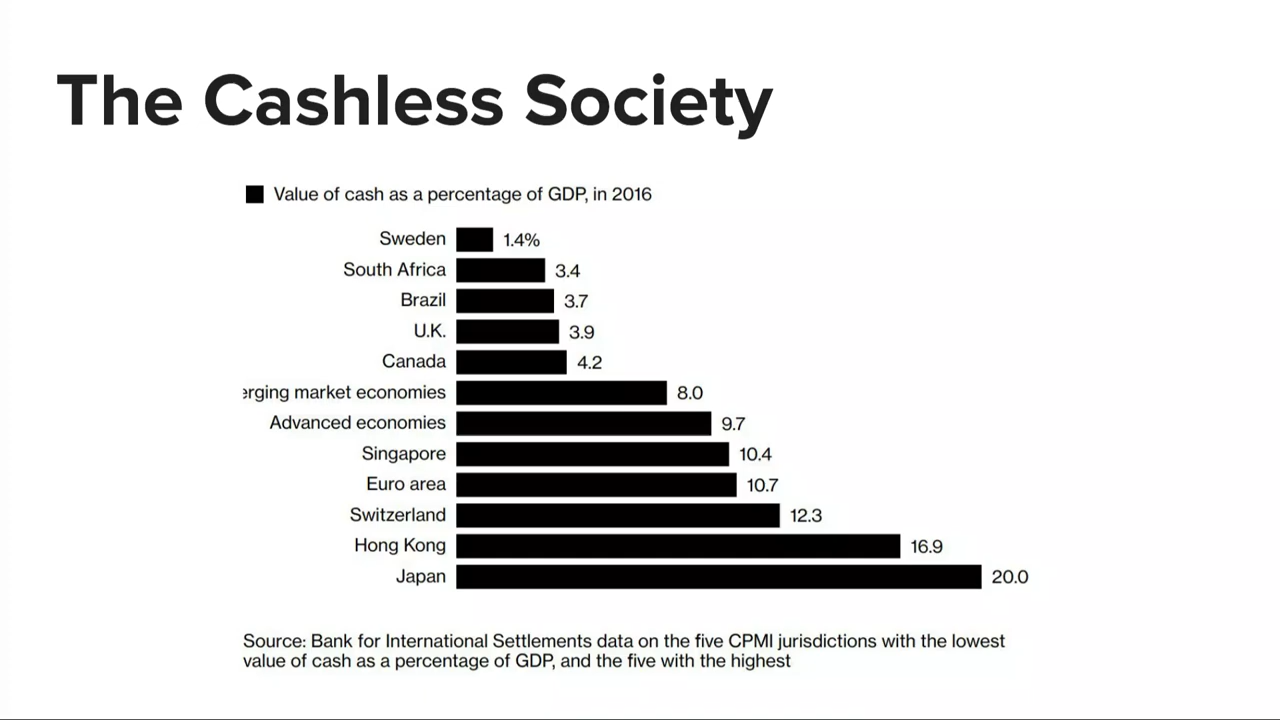 The Cashless Society
Value of cash as a percentage of GDP, in 2016
Sweden 1.4%
South Africa 3.4
Brazil 3.7
U.K. 3.9
Canada 4.2
erging market economies 8.0
Advanced economies 9.7
Singapore 10.4
Euro area 10.7
Switzerland 12.3
Hong Kong 16.9
Japan 20.0
Source: Bank for International Settlements data on the five CPMI jurisdictions with the lowest
value of cash as a percentage of GDP, and the five with the highest